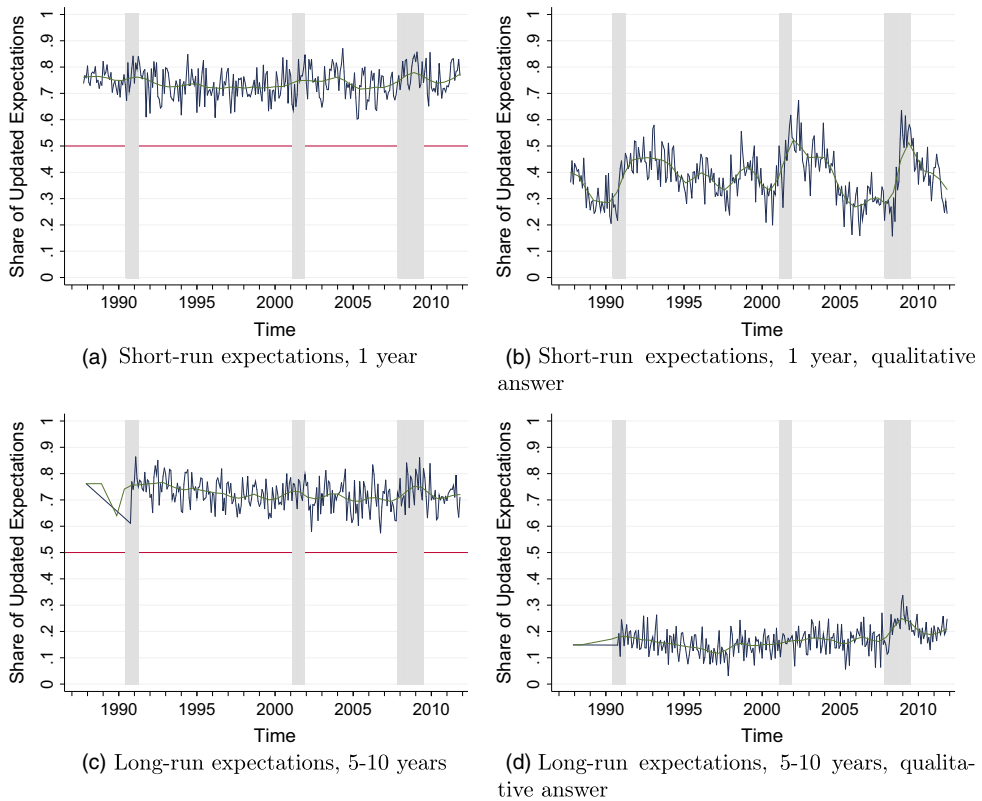 Share of Updated Expectations
0 .1 .2 .3 .4 .5 .6 .7 .8 .9 1
1990 1995 2000 2005 2010
Time
(a) Short-run expectations, 1 year
Share of Updated Expectations
0 .1 .2 .3 .4 .5 .6 .7 .8 .9 1
1990 1995 2000 2005 2010
Time
(b) Short-run expectations, 1 year, qualitative
answer
Share of Updated Expectations
0 .1 .2 .3 .4 .5 .6 .7 .8 .9 1
1990 1995 2000 2005 2010
Time
(c) Long-run expectations, 5-10 years
Share of Updated Expectations
0 .1 .2 .3 .4 .5 .6 .7 .8 .9 1
1990 1995 2000 2005 2010
Time
(d) Long-run expectations, 5-10 years, qualita-
tive answer